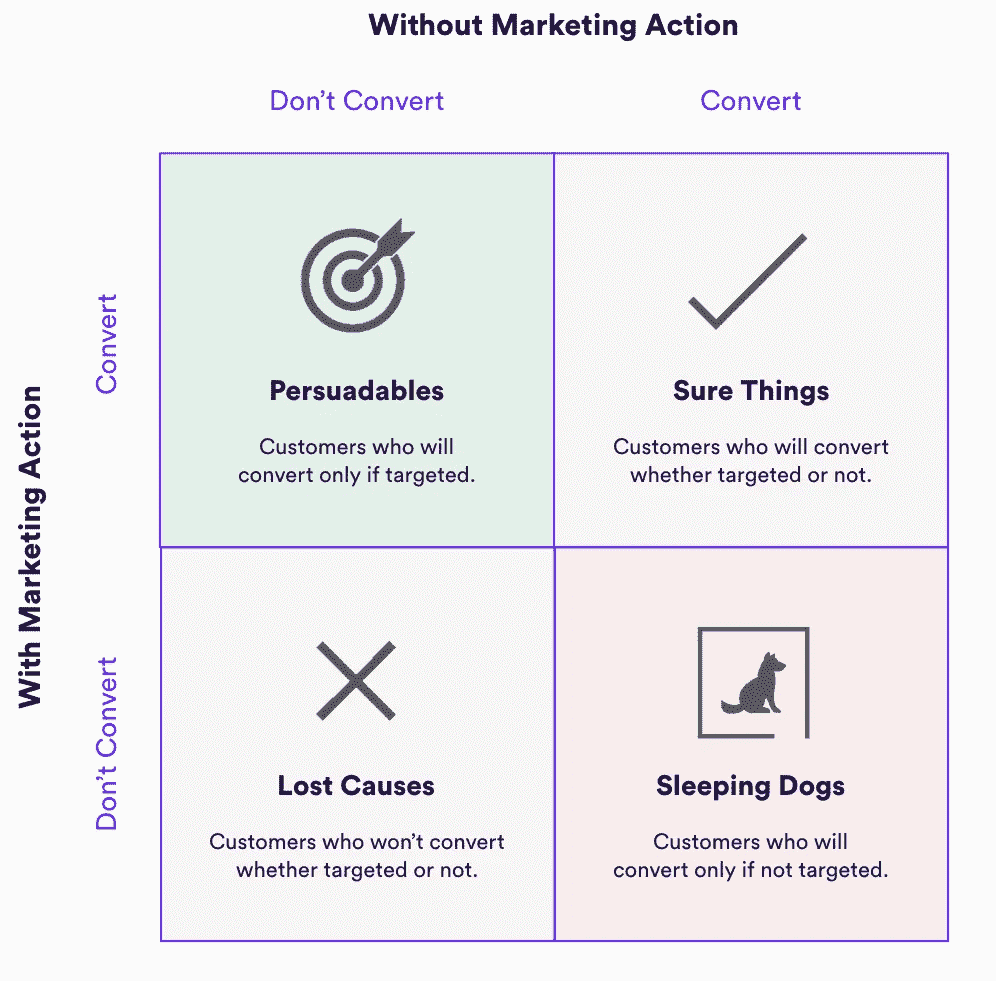 Without Marketing Action
Don’t Convert
Convert
With Marketing Action
Convert
Persuadables
Customers who will
convert only if targeted.
Sure Things
Customers who will convert
whether targeted or not.
Don’t Convert
Lost Causes
Customers who won’t convert
whether targeted or not.
Sleeping Dogs
Customers who will
convert only if not targeted.